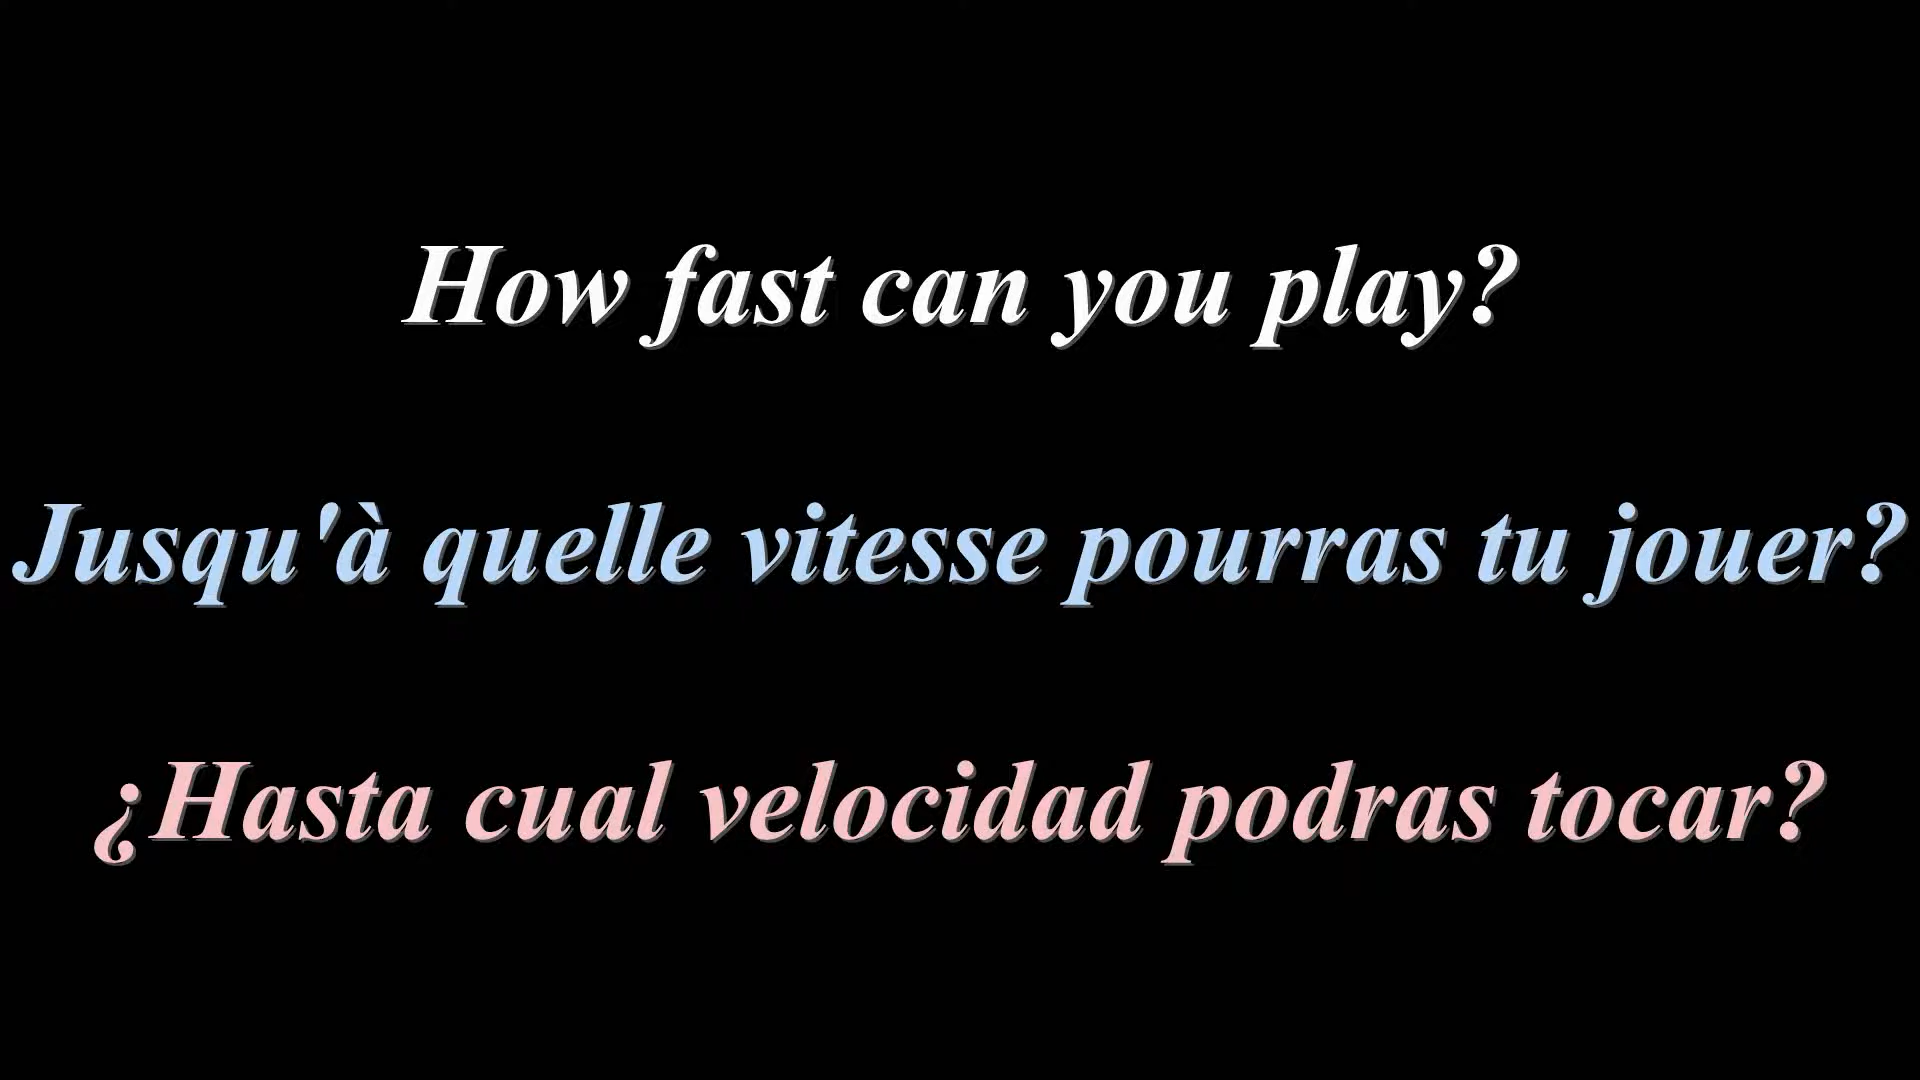 How fast can you play?
Jusqu'à quelle vitesse pourras tu jouer?
¿Hasta cual velocidad podras tocar?